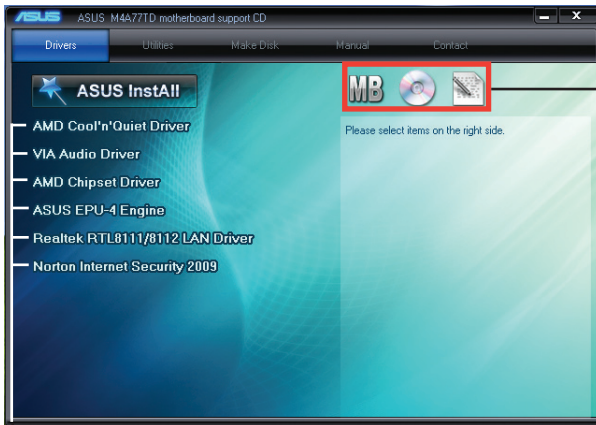 ASUS ASUS M4A77TD motherboard support CD
Drivers Utilities Make Disk Manual Contact
ASUS InstAll
MB
AMD Cool'n'Quiet Driver
Please select items on the right side.
VIA Audio Driver
AMD Chipset Driver
ASUS EPU-4 Engine
Realtek RTL8111/8112 LAN Driver
Norton Internet Security 2009